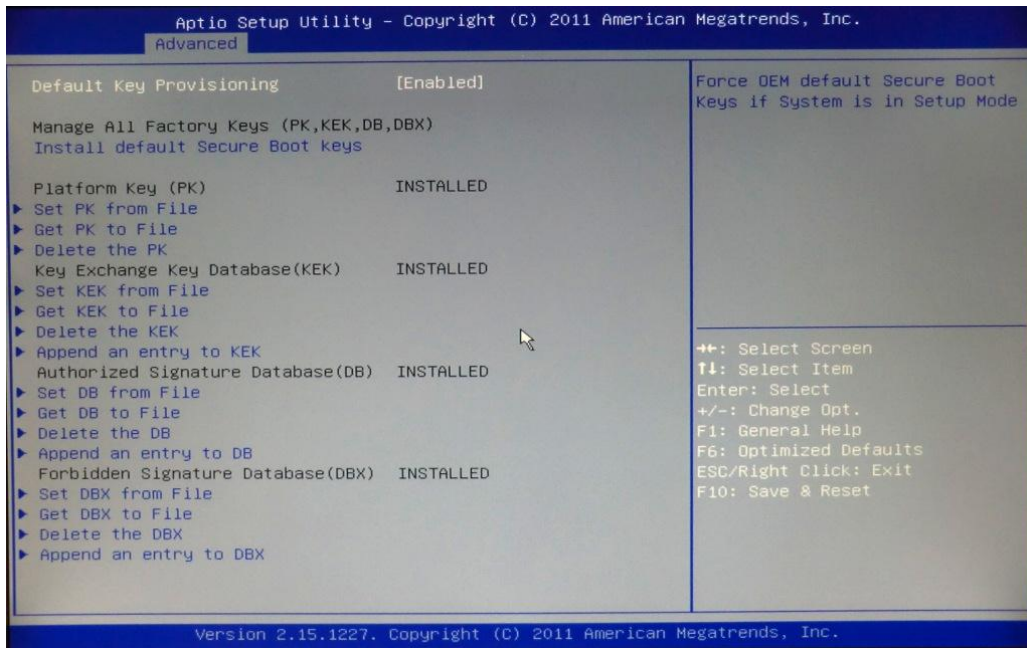 Aptio Setup Utility – Copyright (C) 2011 American Megatrends, Inc.
Advanced
Default Key Provisioning [Enabled]
Manage All Factory Keys (PK,KEK,DB,DBX)
Install default Secure Boot keys
Platform Key (PK) INSTALLED
▶ Set PK from File
▶ Get PK to File
▶ Delete the PK
Key Exchange Key Database(KEK) INSTALLED
▶ Set KEK from File
▶ Get KEK to File
▶ Delete the KEK
▶ Append an entry to KEK
Authorized Signature Database(DB) INSTALLED
▶ Set DB from File
▶ Get DB to File
▶ Delete the DB
▶ Append an entry to DB
Forbidden Signature Database(DBX) INSTALLED
▶ Set DBX from File
▶ Get DBX to File
▶ Delete the DBX
▶ Append an entry to DBX
Force OEM default Secure Boot
Keys if System is in Setup Mode
→←: Select Screen
↑↓: Select Item
Enter: Select
+/-: Change Opt.
F1: General Help
F6: Optimized Defaults
ESC/Right Click: Exit
F10: Save & Reset
Version 2.15.1227. Copyright (C) 2011 American Megatrends, Inc.